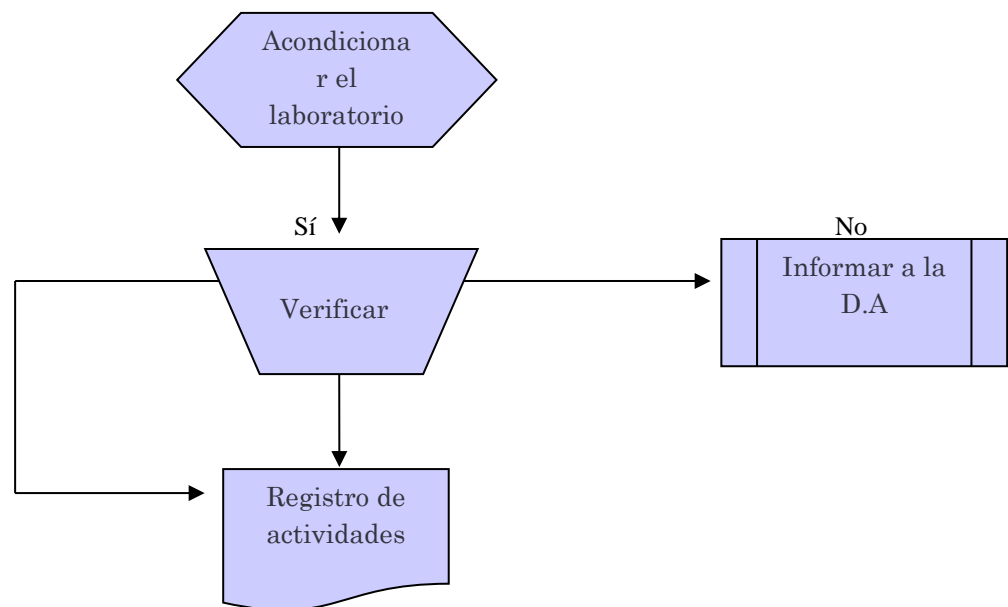 Acondiciona
r el
laboratorio
Sí
No
Verificar
Informar a la
D.A
Registro de
actividades